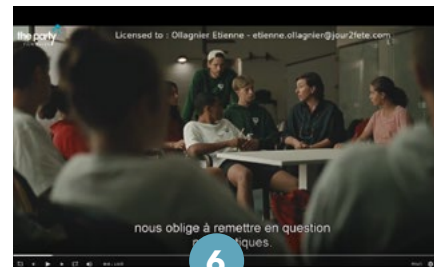 the party
Licensed to : Ollagnier Etienne - etienne.ollagnier@jour2fete.com
nous oblige à remettre en question
6